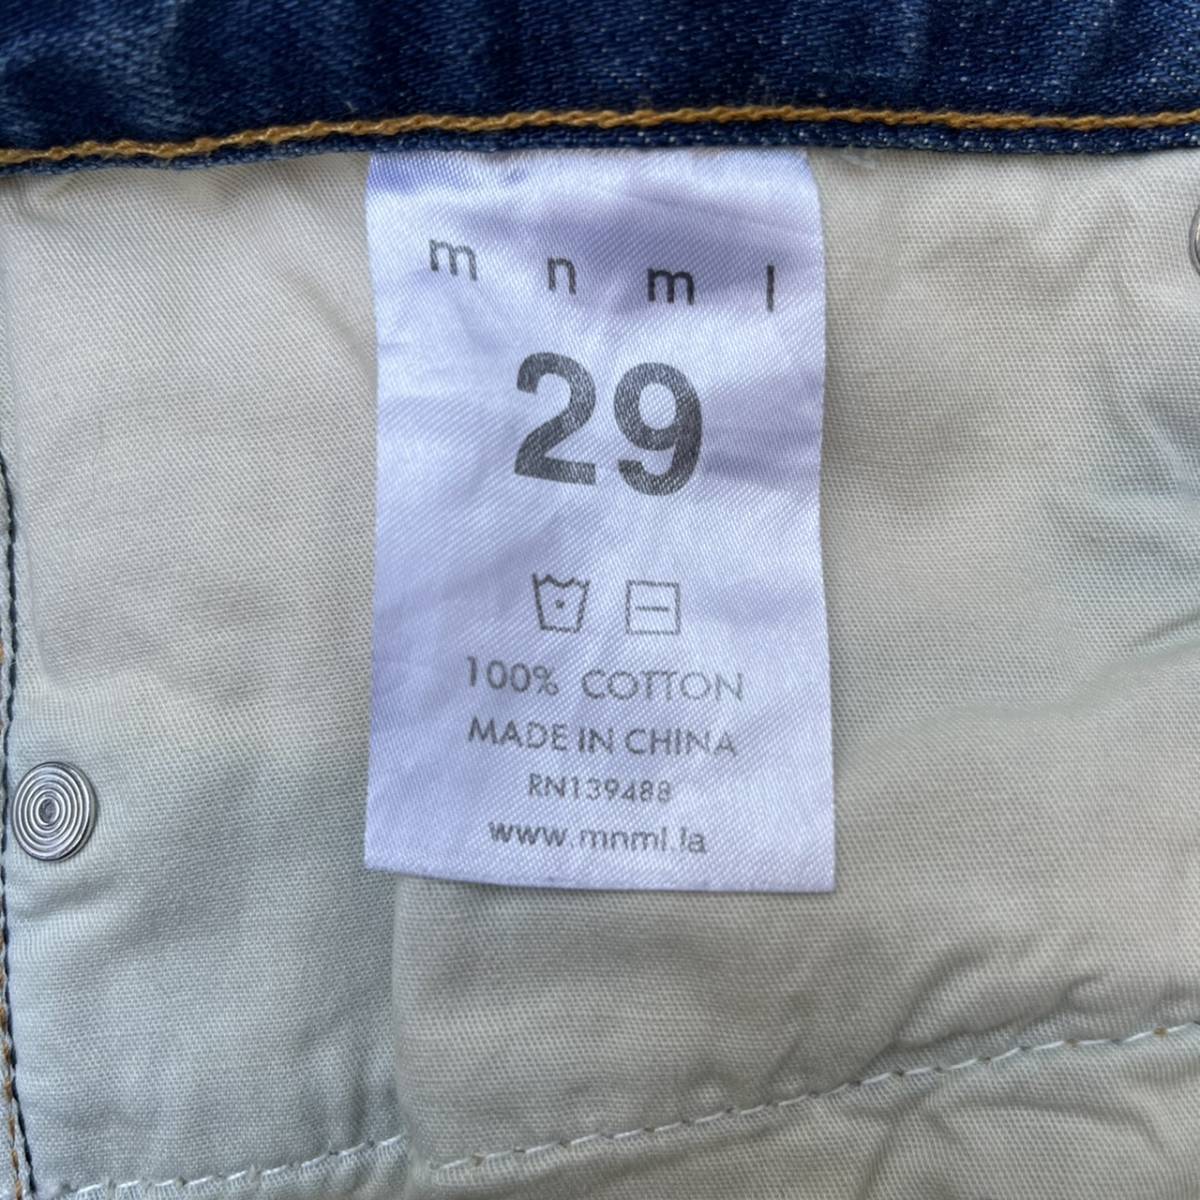 m n m l
29
100% COTTON
MADE IN CHINA
RN139488
www.mnml.la